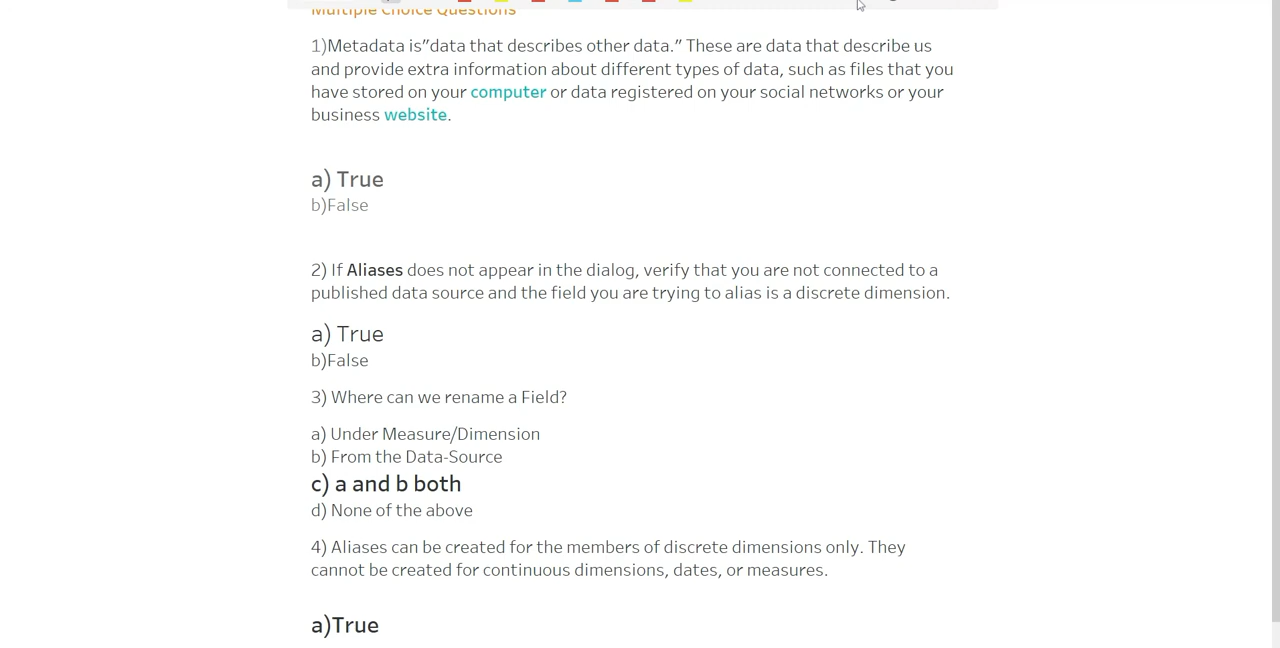 Multiple Choice Questions
1)Metadata is”data that describes other data.” These are data that describe us
and provide extra information about different types of data, such as files that you
have stored on your computer or data registered on your social networks or your
business website.
a) True
b)False
2) If Aliases does not appear in the dialog, verify that you are not connected to a
published data source and the field you are trying to alias is a discrete dimension.
a) True
b)False
3) Where can we rename a Field?
a) Under Measure/Dimension
b) From the Data-Source
c) a and b both
d) None of the above
4) Aliases can be created for the members of discrete dimensions only. They
cannot be created for continuous dimensions, dates, or measures.
a)True